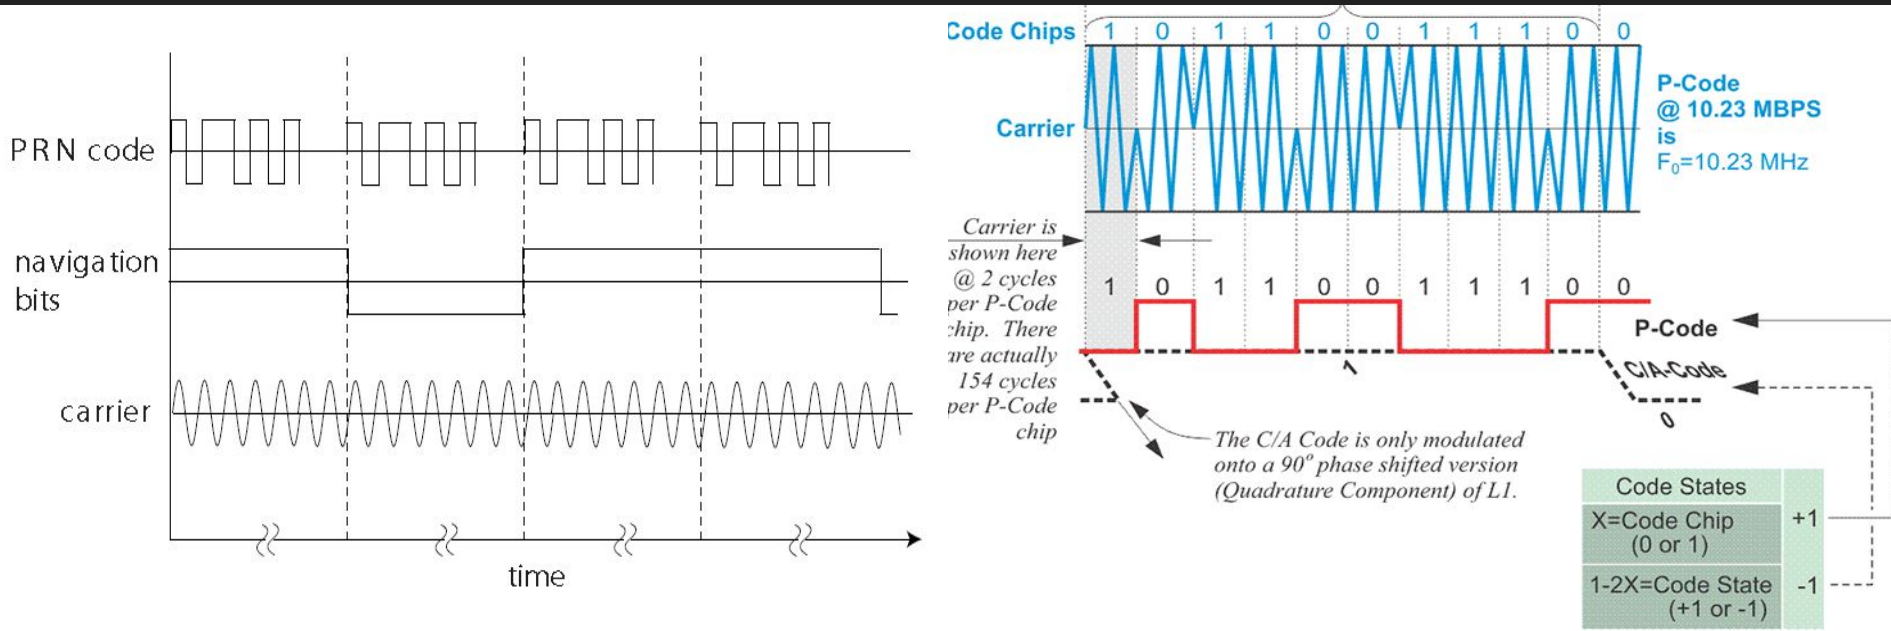 PRN code
navigation
bits
carrier
time
Code Chips 1 0 1 1 0 0 1 1 1 0 0
Carrier
P-Code
@ 10.23 MBPS
is
F0=10.23 MHz
Carrier is
shown here
@ 2 cycles
per P-Code
chip. There
are actually
154 cycles
per P-Code
chip
1 0 1 1 0 0 1 1 1 0 0
P-Code
C/A-Code
1
0
The C/A Code is only modulated
onto a 90° phase shifted version
(Quadrature Component) of L1.
Code States
X=Code Chip
(0 or 1)
+1
1-2X=Code State
(+1 or -1)
-1